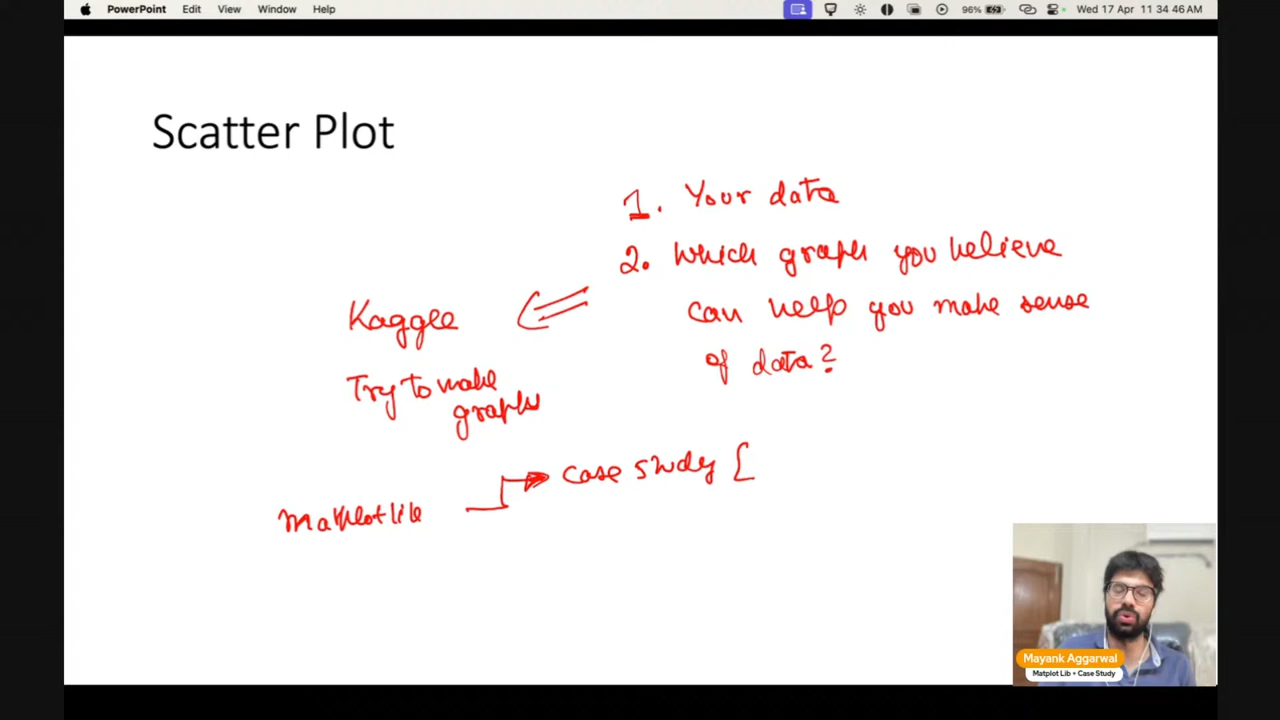 PowerPoint Edit View Window Help 96% Wed 17 Apr 11 34 46 AM
Scatter Plot
1. Your data
2. Which graph you believe
can help you make sense
of data?
Kaggle
Try to make
graphs
Case study [
Matplotlib
Mayank Aggarwal
Matplot Lib + Case Study